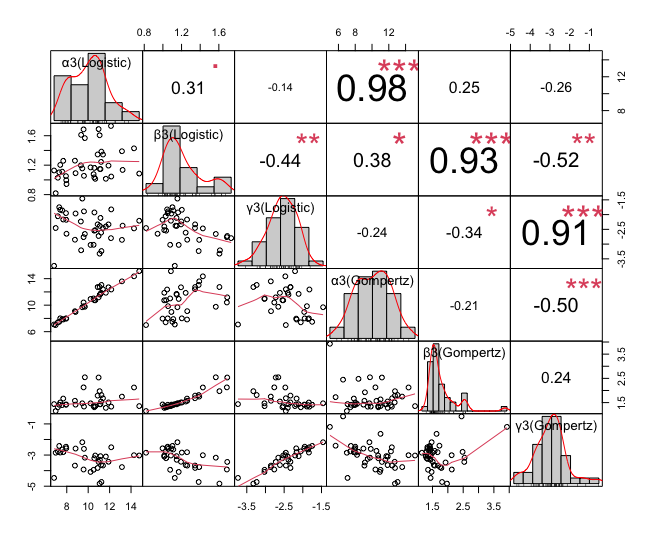 0.8 1.2 1.6 6 8 10 12 -5 -4 -3 -2 -1
α3(Logistic) 0.31 -0.14 0.98 *** 0.25 -0.26
8 12
0.8 1.2 1.6
β3(Logistic) -0.44 ** 0.38 * 0.93 *** -0.52 **
γ3(Logistic) -0.24 -0.34 * 0.91 ***
-3.5 -2.5 -1.5
6 8 10 14
α3(Gompertz) -0.21 -0.50 ***
β3(Gompertz) 0.24
1.5 2.5 3.5
-5 -3 -1
γ3(Gompertz)
8 10 12 14 -3.5 -2.5 -1.5 1.5 2.5 3.5